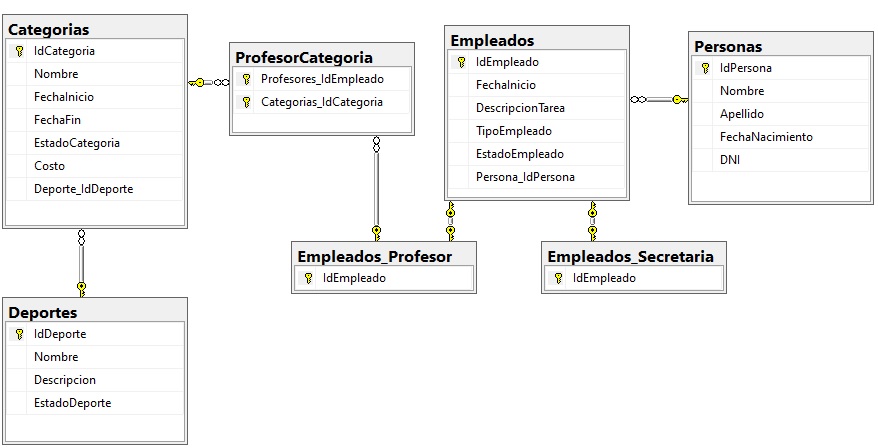 Categorias
IdCategoria
Nombre
FechaInicio
FechaFin
EstadoCategoria
Costo
Deporte_IdDeporte
ProfesorCategoria
Profesores_IdEmpleado
Categorias_IdCategoria
Empleados
IdEmpleado
FechaInicio
DescripcionTarea
TipoEmpleado
EstadoEmpleado
Persona_IdPersona
Personas
IdPersona
Nombre
Apellido
FechaNacimiento
DNI
Empleados_Profesor
IdEmpleado
Empleados_Secretaria
IdEmpleado
Deportes
IdDeporte
Nombre
Descripcion
EstadoDeporte